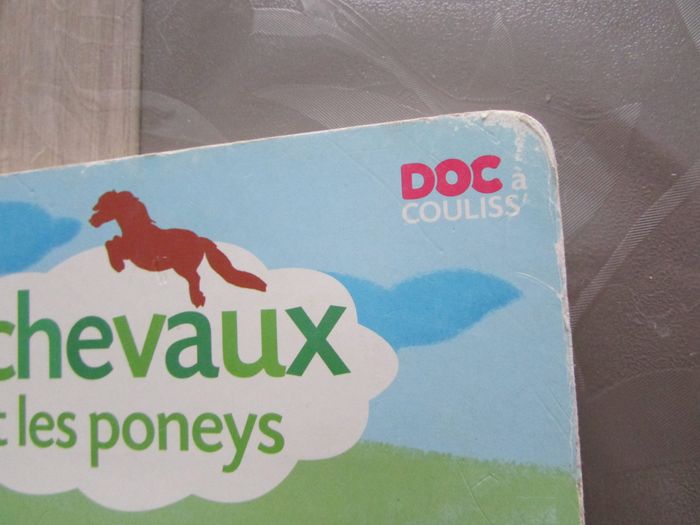 DOC à
COULISS'
chevaux
t les poneys